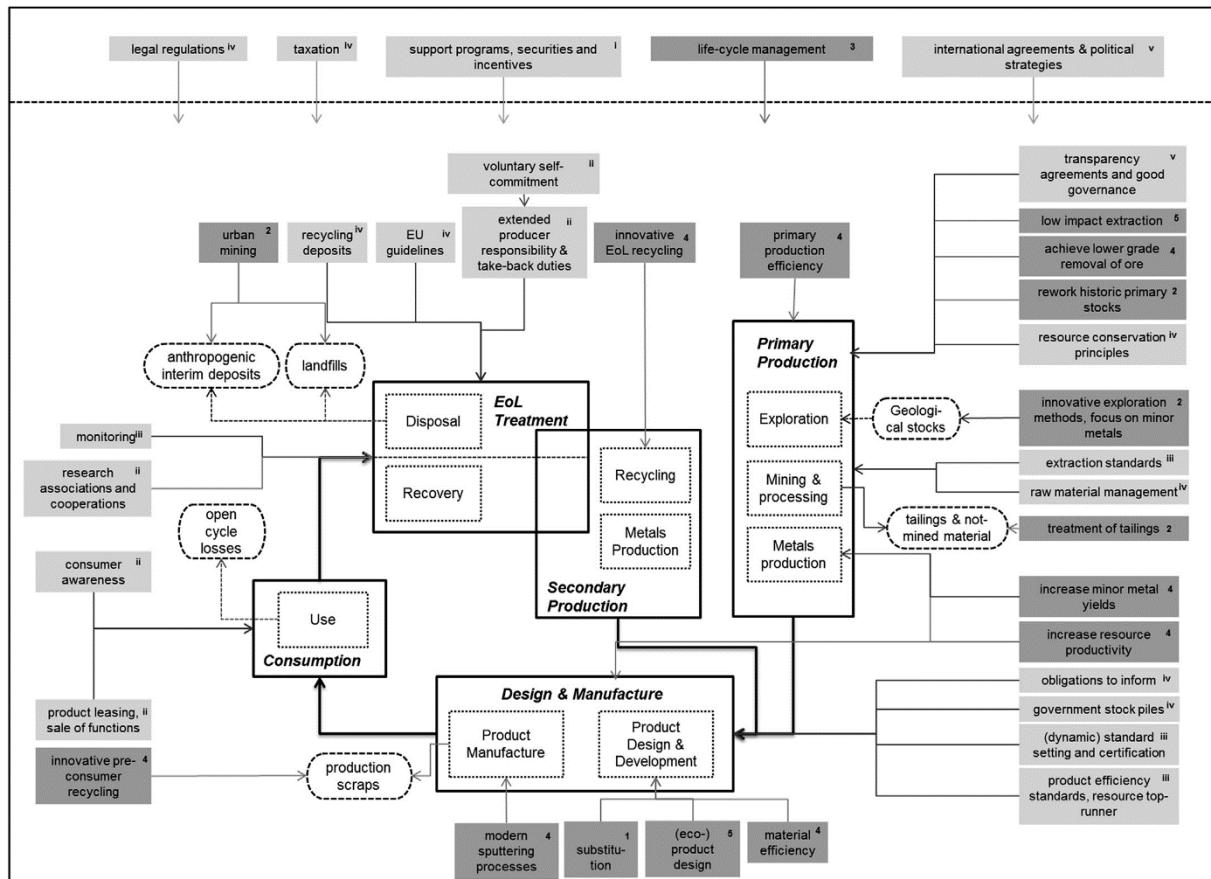 legal regulations iv
taxation iv
support programs, securities and i
incentives
life-cycle management 3
international agreements & political v
strategies
voluntary self- ii
commitment
urban 2
mining
recycling iv
deposits
EU iv
guidelines
extended ii
producer
responsibility &
take-back duties
innovative 4
EoL recycling
primary 4
production
efficiency
transparency v
agreements and good
governance
low impact extraction 5
achieve lower grade 4
removal of ore
rework historic primary 2
stocks
resource conservation iv
principles
anthropogenic
interim deposits
landfills
EoL
Treatment
Disposal
Recovery
Primary
Production
Exploration
Geologi-
cal stocks
innovative exploration 2
methods, focus on minor
metals
monitoring iii
research ii
associations and
cooperations
Recycling
Metals
Production
Secondary
Production
Mining &
processing
Metals
production
extraction standards iii
raw material management iv
tailings & not-
mined material
treatment of tailings 2
open
cycle
losses
consumer ii
awareness
Use
Consumption
increase minor metal 4
yields
increase resource 4
productivity
product leasing, ii
sale of functions
innovative pre- 4
consumer
recycling
production
scraps
Design & Manufacture
Product
Manufacture
Product
Design &
Development
obligations to inform iv
government stock piles iv
(dynamic) standard iii
setting and certification
product efficiency iii
standards, resource top-
runner
modern 4
sputtering
processes
1
substitu-
tion
(eco-) 5
product
design
material 4
efficiency